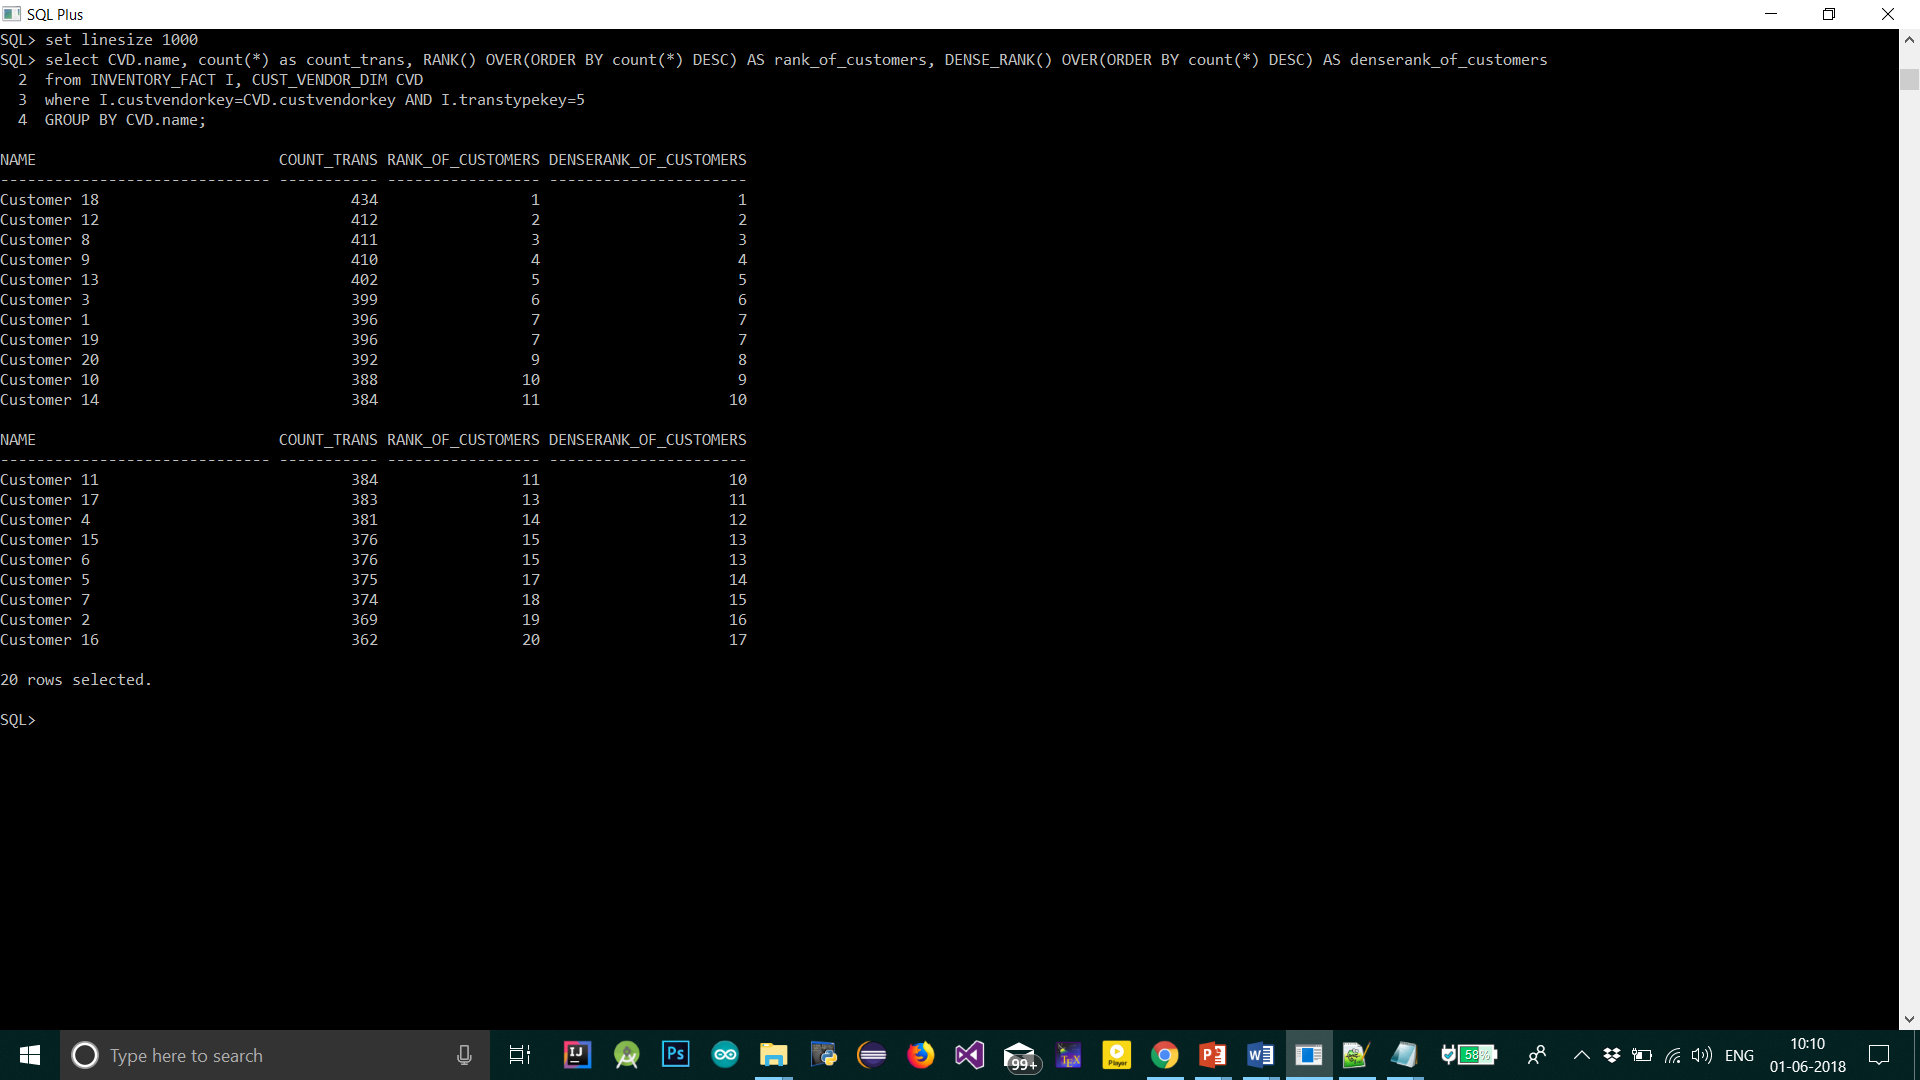 SQL Plus
SQL> set linesize 1000
SQL> select CVD.name, count(*) as count_trans, RANK() OVER(ORDER BY count(*) DESC) AS rank_of_customers, DENSE_RANK() OVER(ORDER BY count(*) DESC) AS denserank_of_customers
  2  from INVENTORY_FACT I, CUST_VENDOR_DIM CVD
  3  where I.custvendorkey=CVD.custvendorkey AND I.transtypekey=5
  4  GROUP BY CVD.name;
NAME                           COUNT_TRANS RANK_OF_CUSTOMERS DENSERANK_OF_CUSTOMERS
------------------------------ ----------- ----------------- ----------------------
Customer 18                            434                 1                      1
Customer 12                            412                 2                      2
Customer 8                             411                 3                      3
Customer 9                             410                 4                      4
Customer 13                            402                 5                      5
Customer 3                             399                 6                      6
Customer 1                             396                 7                      7
Customer 19                            396                 7                      7
Customer 20                            392                 9                      8
Customer 10                            388                10                      9
Customer 14                            384                11                     10
NAME                           COUNT_TRANS RANK_OF_CUSTOMERS DENSERANK_OF_CUSTOMERS
------------------------------ ----------- ----------------- ----------------------
Customer 11                            384                11                     10
Customer 17                            383                13                     11
Customer 4                             381                14                     12
Customer 15                            376                15                     13
Customer 6                             376                15                     13
Customer 5                             375                17                     14
Customer 7                             374                18                     15
Customer 2                             369                19                     16
Customer 16                            362                20                     17
20 rows selected.
SQL>
Type here to search
IJ
Ps
99+
TEX
Player
P
W
58%
ENG
10:10
01-06-2018